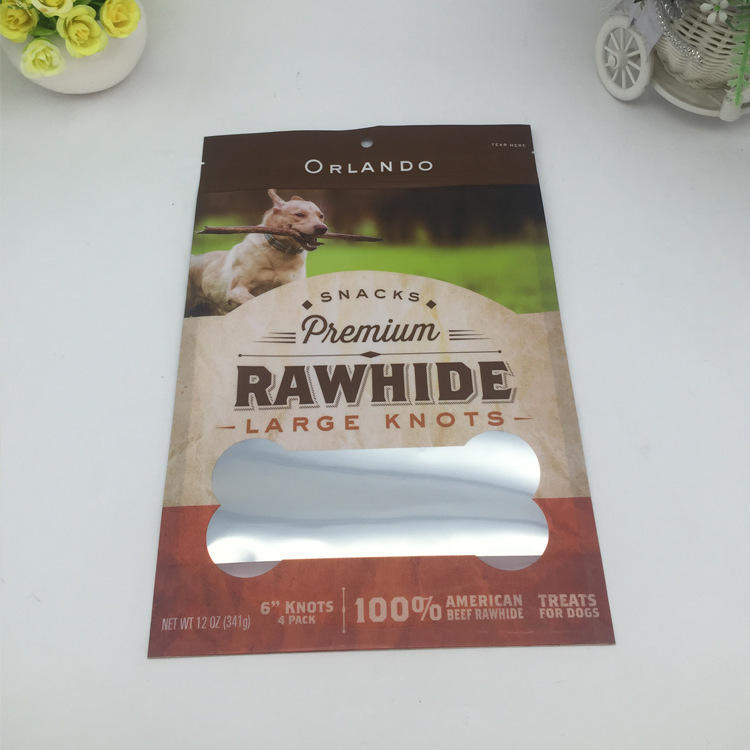 TEAR HERE
ORLANDO
SNACKS
Premium
RAWHIDE
LARGE KNOTS
NET WT 12 OZ (341g)
6" KNOTS
4 PACK
100%
AMERICAN
BEEF RAWHIDE
TREATS
FOR DOGS